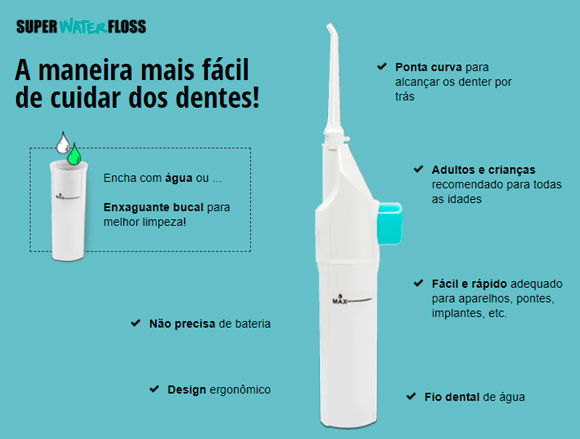 SUPER WATER FLOSS
A maneira mais fácil
de cuidar dos dentes!
Encha com água ou ...
Enxaguante bucal para
melhor limpeza!
Não precisa de bateria
Design ergonômico
MAX
Ponta curva para
alcançar os denter por
trás
Adultos e crianças
recomendado para todas
as idades
Fácil e rápido adequado
para aparelhos, pontes,
implantes, etc.
Fio dental de água